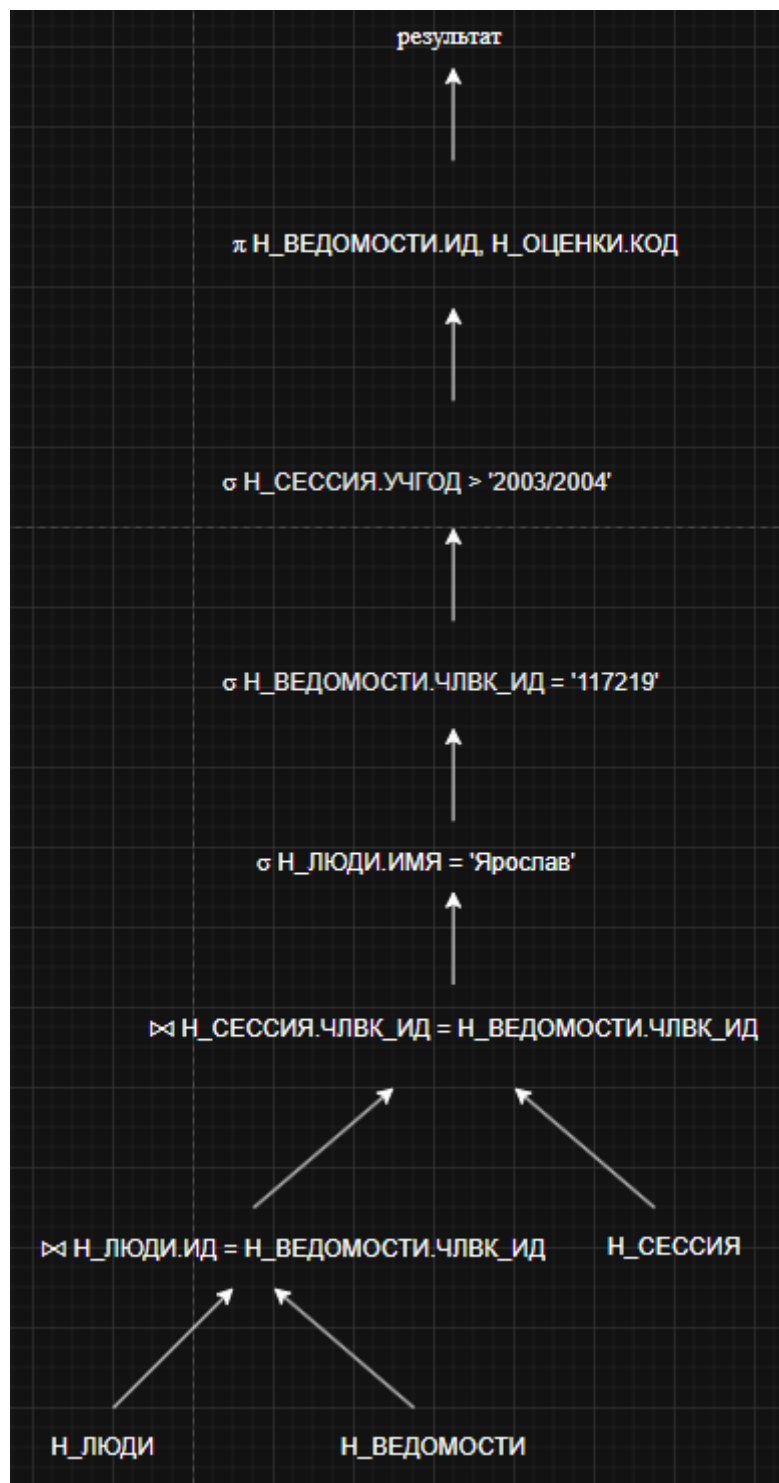 результат
π Н_ВЕДОМОСТИ.ИД, Н_ОЦЕНКИ.КОД
σ Н_СЕССИЯ.УЧГОД > '2003/2004'
σ Н_ВЕДОМОСТИ.ЧЛВК_ИД = '117219'
σ Н_ЛЮДИ.ИМЯ = 'Ярослав'
⋈ Н_СЕССИЯ.ЧЛВК_ИД = Н_ВЕДОМОСТИ.ЧЛВК_ИД
⋈ Н_ЛЮДИ.ИД = Н_ВЕДОМОСТИ.ЧЛВК_ИД
Н_СЕССИЯ
Н_ЛЮДИ
Н_ВЕДОМОСТИ